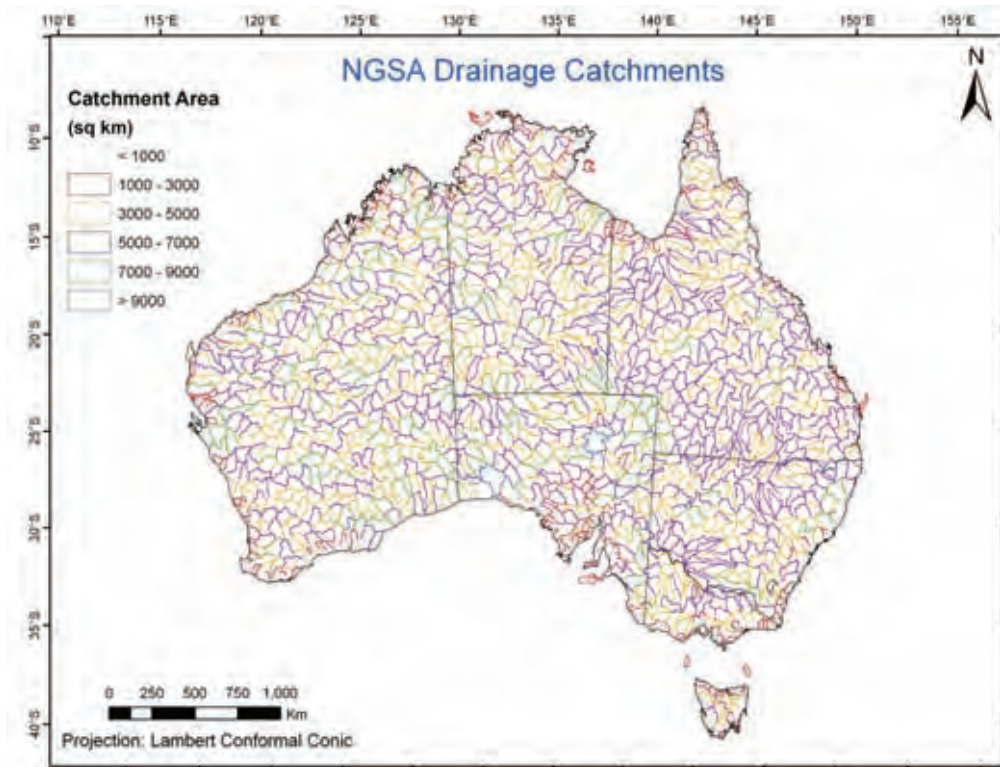 110°E 115°E 120°E 125°E 130°E 135°E 140°E 145°E 150°E 155°E
NGSA Drainage Catchments
N
Catchment Area
(sq km)
< 1000
1000 - 3000
3000 - 5000
5000 - 7000
7000 - 9000
> 9000
10°S
15°S
20°S
25°S
30°S
35°S
40°S
0 250 500 750 1,000
Km
Projection: Lambert Conformal Conic